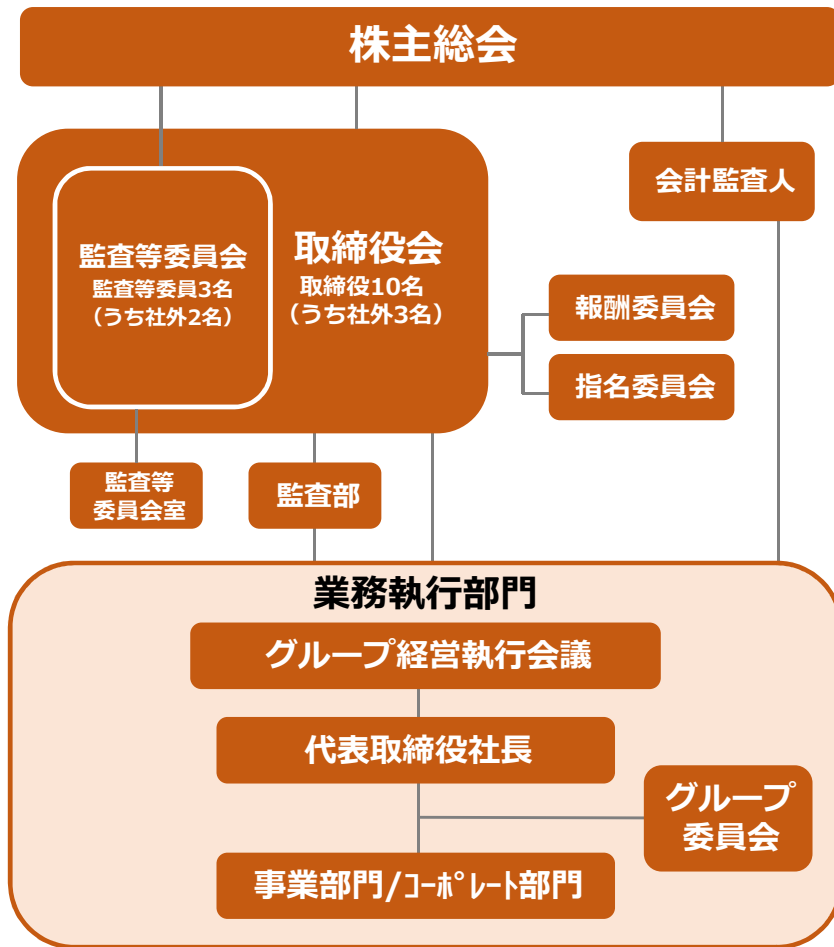 株主総会
会計監査人
監査等委員会
監査等委員3名
（うち社外2名）
取締役会
取締役10名
（うち社外3名）
報酬委員会
指名委員会
監査等
委員会室
監査部
業務執行部門
グループ経営執行会議
代表取締役社長
グループ
委員会
事業部門/ｺｰﾎﾟﾚｰﾄ部門